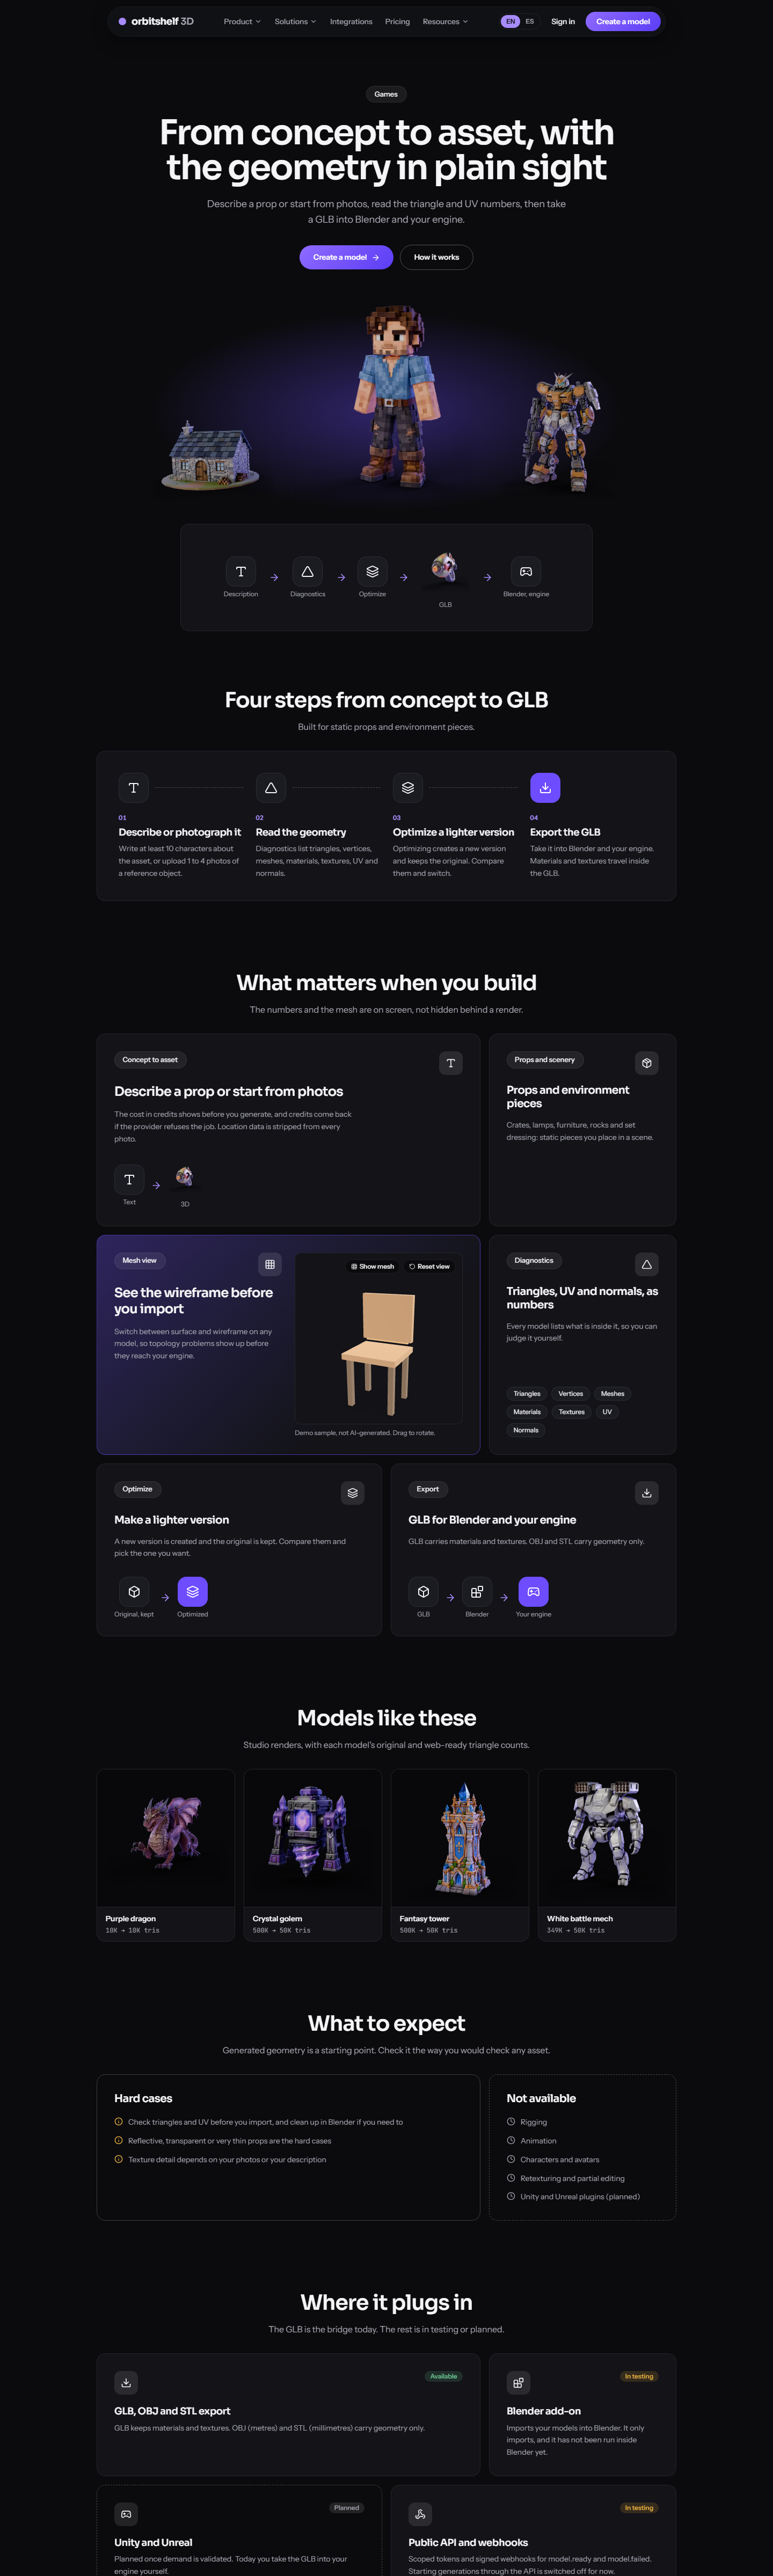 orbitshelf 3D
Product
Solutions
Integrations
Pricing
Resources
EN
ES
Sign in
Create a model
Games
From concept to asset, with
the geometry in plain sight
Describe a prop or start from photos, read the triangle and UV numbers, then take
a GLB into Blender and your engine.
Create a model
How it works
Description
Diagnostics
Optimize
GLB
Blender, engine
Four steps from concept to GLB
Built for static props and environment pieces.
01
Describe or photograph it
Write at least 10 characters about
the asset, or upload 1 to 4 photos of
a reference object.
02
Read the geometry
Diagnostics list triangles, vertices,
meshes, materials, textures, UV and
normals.
03
Optimize a lighter version
Optimizing creates a new version
and keeps the original. Compare
them and switch.
04
Export the GLB
Take it into Blender and your engine.
Materials and textures travel inside
the GLB.
What matters when you build
The numbers and the mesh are on screen, not hidden behind a render.
Concept to asset
Describe a prop or start from photos
The cost in credits shows before you generate, and credits come back
if the provider refuses the job. Location data is stripped from every
photo.
Text
3D
Props and scenery
Props and environment
pieces
Crates, lamps, furniture, rocks and set
dressing: static pieces you place in a scene.
Mesh view
See the wireframe before
you import
Switch between surface and wireframe on any
model, so topology problems show up before
they reach your engine.
Show mesh
Reset view
Demo sample, not AI-generated. Drag to rotate.
Diagnostics
Triangles, UV and normals, as
numbers
Every model lists what is inside it, so you can
judge it yourself.
Triangles
Vertices
Meshes
Materials
Textures
UV
Normals
Optimize
Make a lighter version
A new version is created and the original is kept. Compare them and
pick the one you want.
Original, kept
Optimized
Export
GLB for Blender and your engine
GLB carries materials and textures. OBJ and STL carry geometry only.
GLB
Blender
Your engine
Models like these
Studio renders, with each model's original and web-ready triangle counts.
Purple dragon
10K → 10K tris
Crystal golem
500K → 50K tris
Fantasy tower
500K → 50K tris
White battle mech
349K → 50K tris
What to expect
Generated geometry is a starting point. Check it the way you would check any asset.
Hard cases
Check triangles and UV before you import, and clean up in Blender if you need to
Reflective, transparent or very thin props are the hard cases
Texture detail depends on your photos or your description
Not available
Rigging
Animation
Characters and avatars
Retexturing and partial editing
Unity and Unreal plugins (planned)
Where it plugs in
The GLB is the bridge today. The rest is in testing or planned.
Available
GLB, OBJ and STL export
GLB keeps materials and textures. OBJ (metres) and STL (millimetres) carry geometry only.
In testing
Blender add-on
Imports your models into Blender. It only
imports, and it has not been run inside
Blender yet.
Planned
Unity and Unreal
Planned once demand is validated. Today you take the GLB into your
engine yourself.
In testing
Public API and webhooks
Scoped tokens and signed webhooks for model.ready and model.failed.
Starting generations through the API is switched off for now.